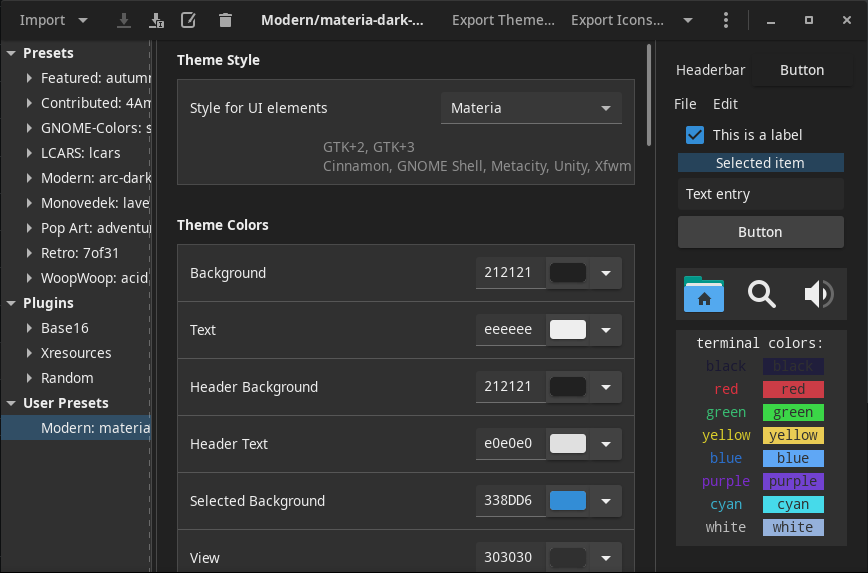 Import
Modern/materia-dark-...
Export Theme...
Export Icons...
Presets
Featured: autumn
Contributed: 4Am
GNOME-Colors: s
LCARS: lcars
Modern: arc-dark
Monovedek: lave
Pop Art: adventu
Retro: 7of31
WoopWoop: acid
Plugins
Base16
Xresources
Random
User Presets
Modern: materia
Theme Style
Style for UI elements
Materia
GTK+2, GTK+3
Cinnamon, GNOME Shell, Metacity, Unity, Xfwm
Theme Colors
Background 212121
Text eeeeee
Header Background 212121
Header Text e0e0e0
Selected Background 338DD6
View 303030
Headerbar Button
File Edit
This is a label
Selected item
Text entry
Button
terminal colors:
black black
red red
green green
yellow yellow
blue blue
purple purple
cyan cyan
white white